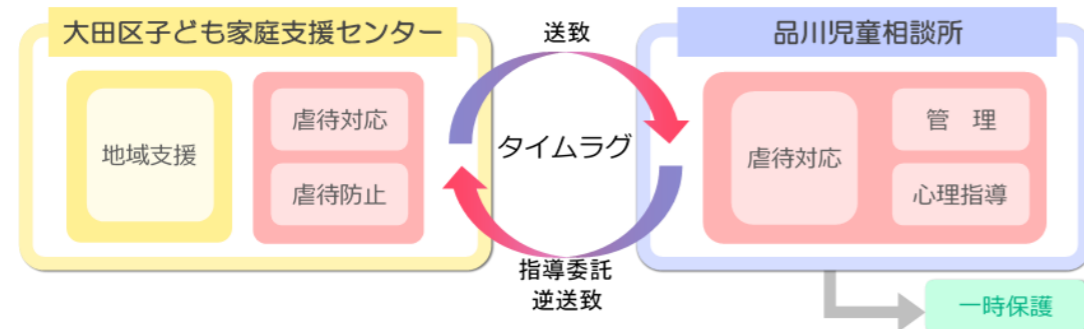 大田区子ども家庭支援センター
地域支援
虐待対応
虐待防止
送致
タイムラグ
指導委託
逆送致
品川児童相談所
虐待対応
管　理
心理指導
一時保護